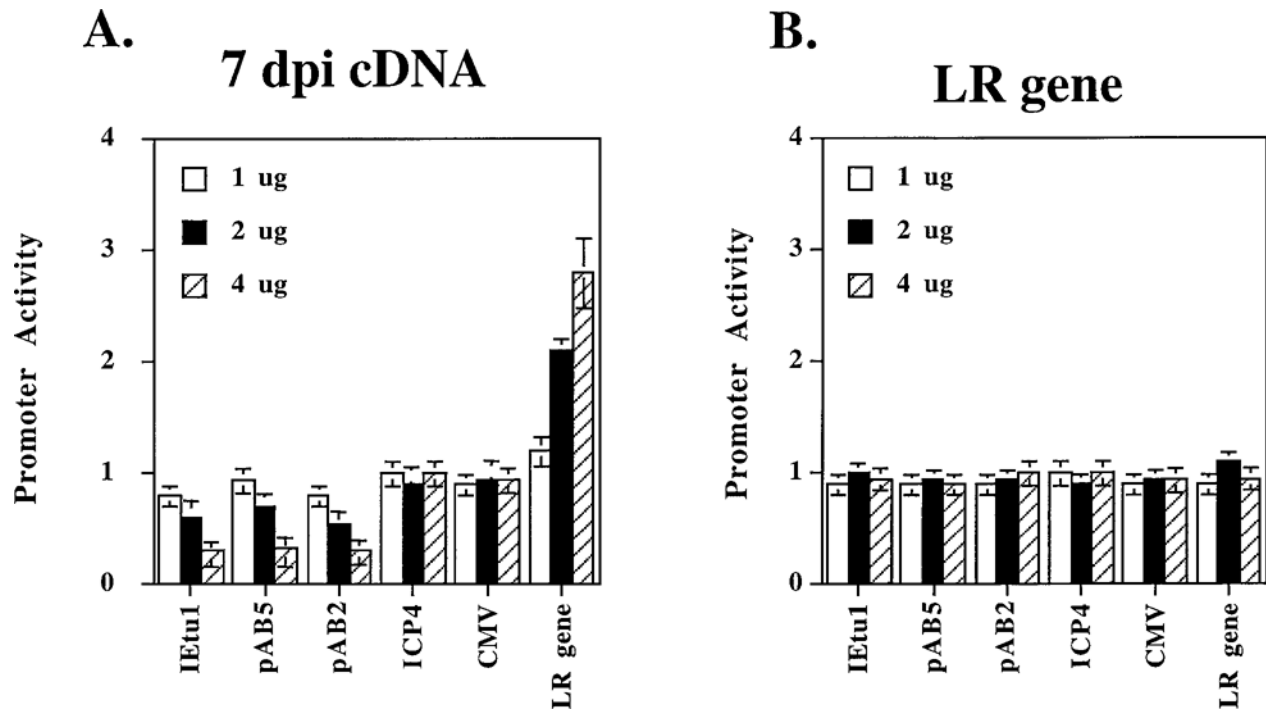 A.
7 dpi cDNA
Promoter Activity
4
3
2
1
0
1 ug
2 ug
4 ug
IEtu1
pAB5
pAB2
ICP4
CMV
LR gene
B.
LR gene
Promoter Activity
4
3
2
1
0
1 ug
2 ug
4 ug
IEtu1
pAB5
pAB2
ICP4
CMV
LR gene